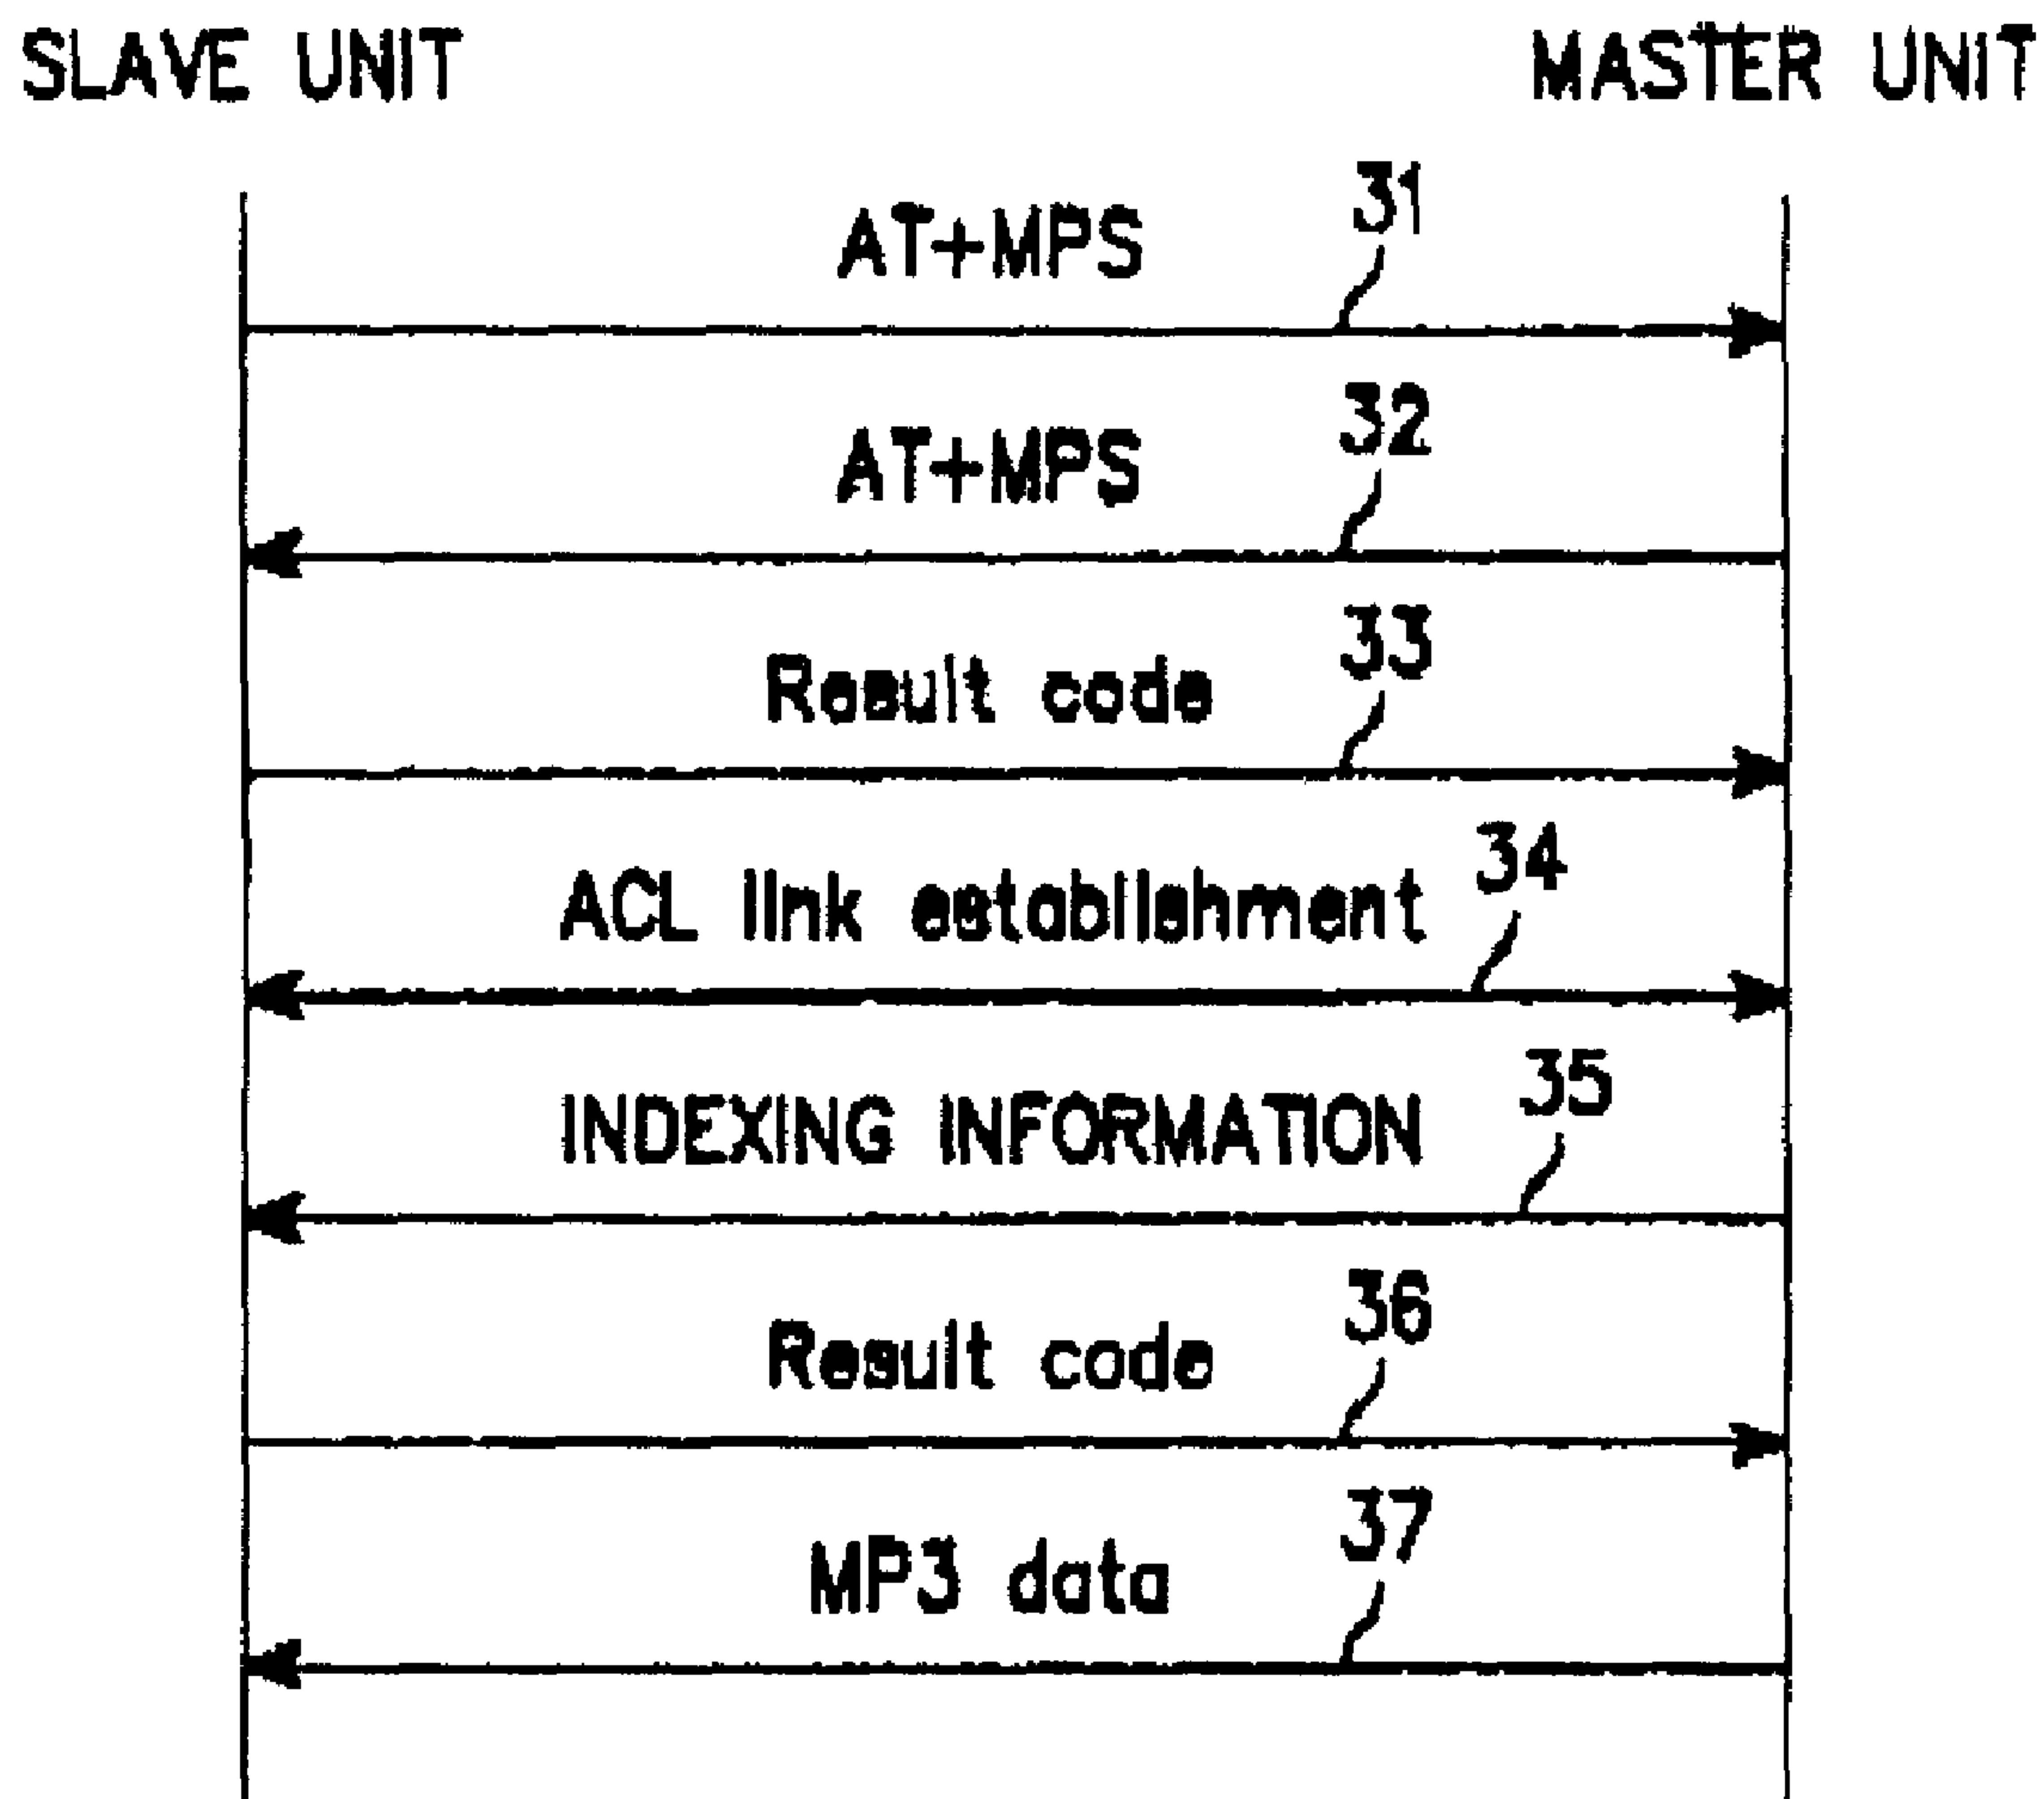 SLAVE UNIT MASTER UNIT
31
AT+MPS
32
AT+MPS
33
Result code
34
ACL link establishment
35
INDEXING INFORMATION
36
Result code
37
MP3 data